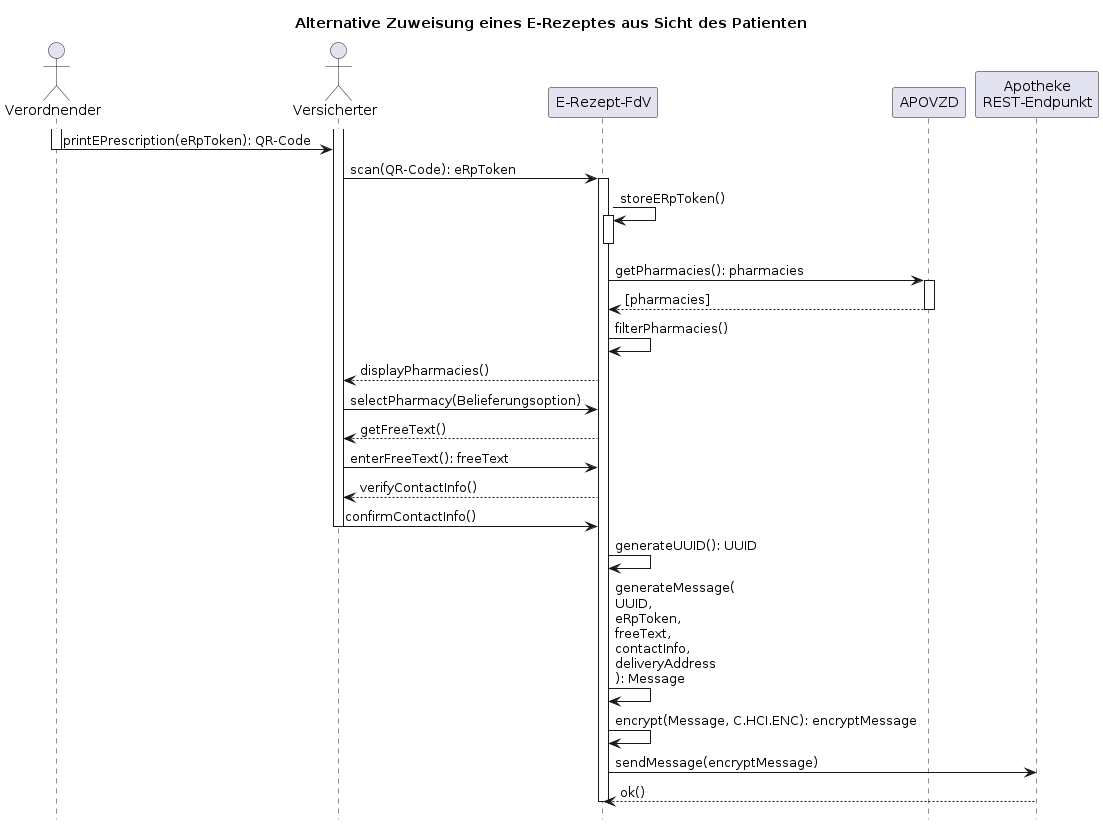 Alternative Zuweisung eines E-Rezeptes aus Sicht des Patienten
Verordnender
Versicherter
E-Rezept-FdV
APOVZD
Apotheke
REST-Endpunkt
printEPrescription(eRpToken): QR-Code
scan(QR-Code): eRpToken
storeERpToken()
getPharmacies(): pharmacies
[pharmacies]
filterPharmacies()
displayPharmacies()
selectPharmacy(Belieferungsoption)
getFreeText()
enterFreeText(): freeText
verifyContactInfo()
confirmContactInfo()
generateUUID(): UUID
generateMessage(
UUID,
eRpToken,
freeText,
contactInfo,
deliveryAddress
): Message
encrypt(Message, C.HCI.ENC): encryptMessage
sendMessage(encryptMessage)
ok()